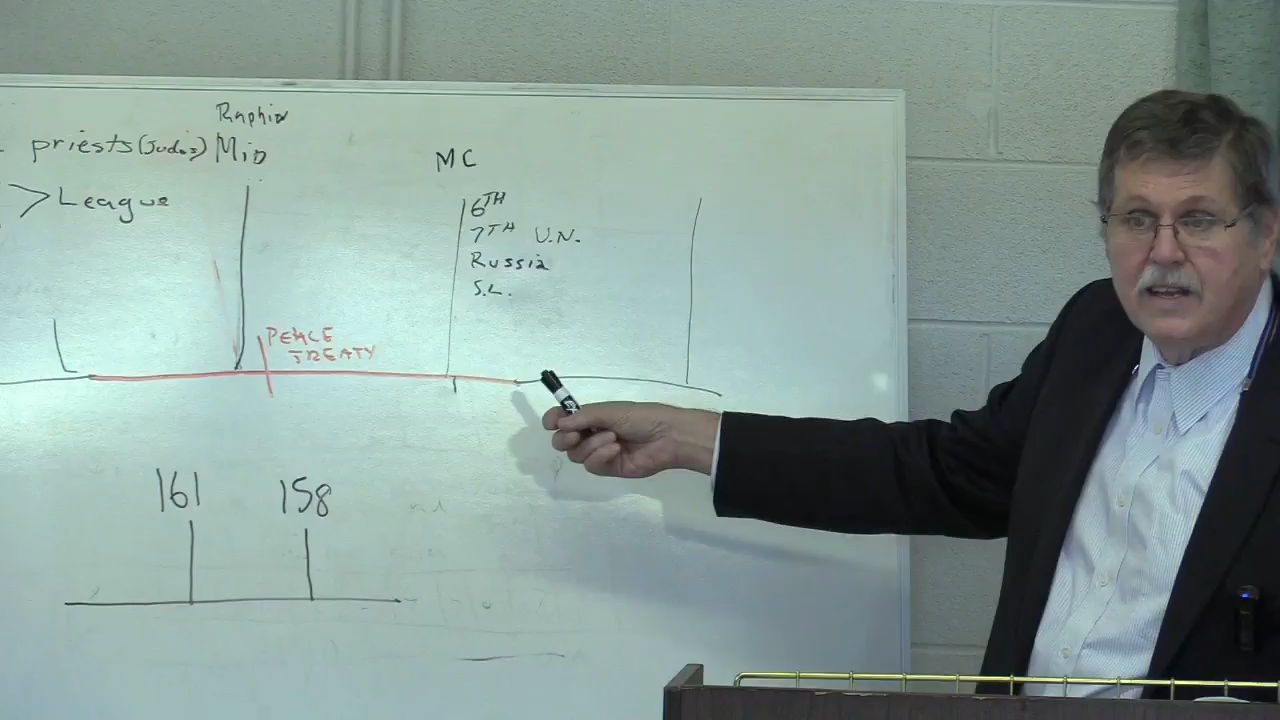 Raphia
priests (Judas) Mid
MC
> League
6TH
7TH U.N.
Russia
S.L.
PEACE
TREATY
161 158